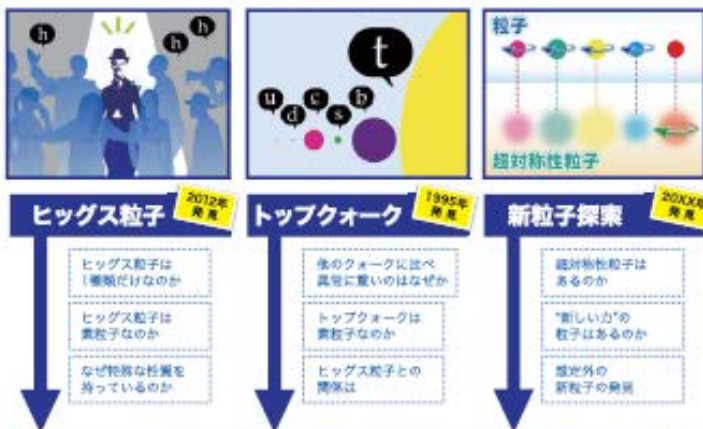 h
h
h
t
u
d
c
s
b
粒子
超対称性粒子
ヒッグス粒子
2012年
発見
トップクォーク
1995年
発見
新粒子探索
20XX年
発見
ヒッグス粒子は
1種類だけなのか
ヒッグス粒子は
素粒子なのか
なぜ特殊な性質を
持っているのか
他のクォークに比べ
異常に重いのはなぜか
トップクォークは
素粒子なのか
ヒッグス粒子との
関係は
超対称性粒子は
あるのか
"新しい力"の
粒子はあるのか
想定外の
新粒子の発見